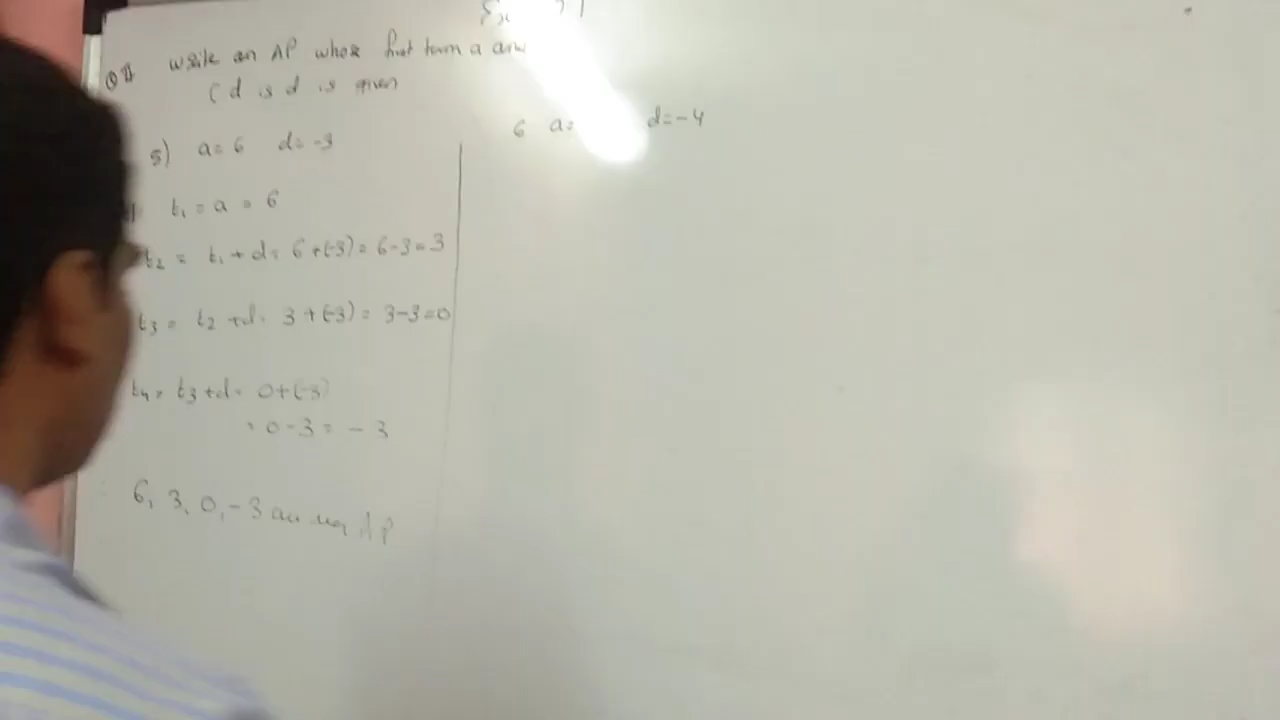 Q II write an AP whose first term a and
C d is d is given
5) a = 6 d = -3
t₁ = a = 6
t₂ = t₁ + d = 6 + (-3) = 6 - 3 = 3
t₃ = t₂ + d = 3 + (-3) = 3 - 3 = 0
t₄ = t₃ + d = 0 + (-3)
= 0 - 3 = - 3
6, 3, 0, - 3 are in AP
6 a = d = -4